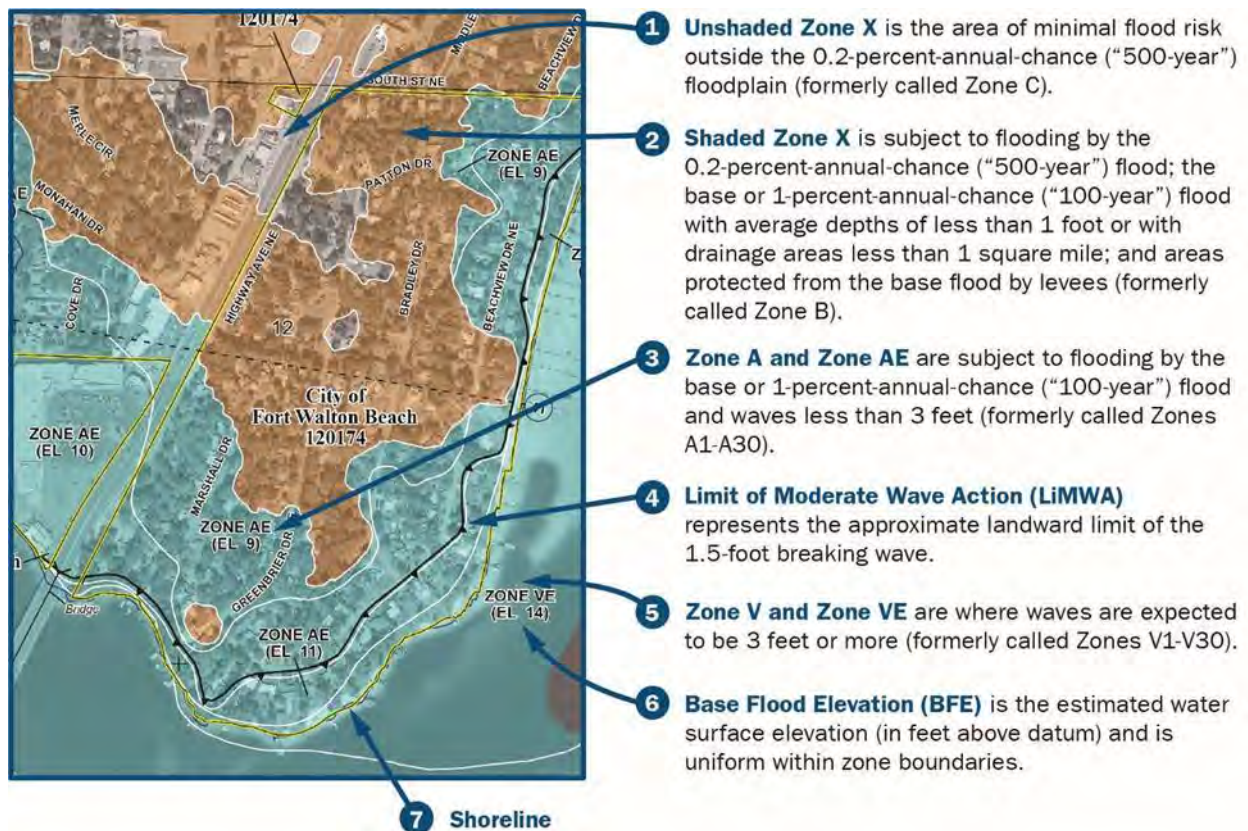 120174
MIDDLE
BEACHVIEW
SOUTH ST NE
MERLE CIR
ZONE AE
(EL 9)
PATTON DR
MONAHAN DR
E
Z
HIGHWAY AVE NE
BRADLEY DR
BEACHVIEW DR NE
COVE DR
12
City of
Fort Walton Beach
120174
ZONE AE
(EL 10)
MARSHALL DR
ZONE AE
(EL 9)
GREENBRIER DR
ZONE VE
(EL 14)
Bridge
ZONE AE
(EL 11)
1 Unshaded Zone X is the area of minimal flood risk
outside the 0.2-percent-annual-chance (“500-year”)
floodplain (formerly called Zone C).
2 Shaded Zone X is subject to flooding by the
0.2-percent-annual-chance (“500-year”) flood; the
base or 1-percent-annual-chance (“100-year”) flood
with average depths of less than 1 foot or with
drainage areas less than 1 square mile; and areas
protected from the base flood by levees (formerly
called Zone B).
3 Zone A and Zone AE are subject to flooding by the
base or 1-percent-annual-chance (“100-year”) flood
and waves less than 3 feet (formerly called Zones
A1-A30).
4 Limit of Moderate Wave Action (LiMWA)
represents the approximate landward limit of the
1.5-foot breaking wave.
5 Zone V and Zone VE are where waves are expected
to be 3 feet or more (formerly called Zones V1-V30).
6 Base Flood Elevation (BFE) is the estimated water
surface elevation (in feet above datum) and is
uniform within zone boundaries.
7 Shoreline